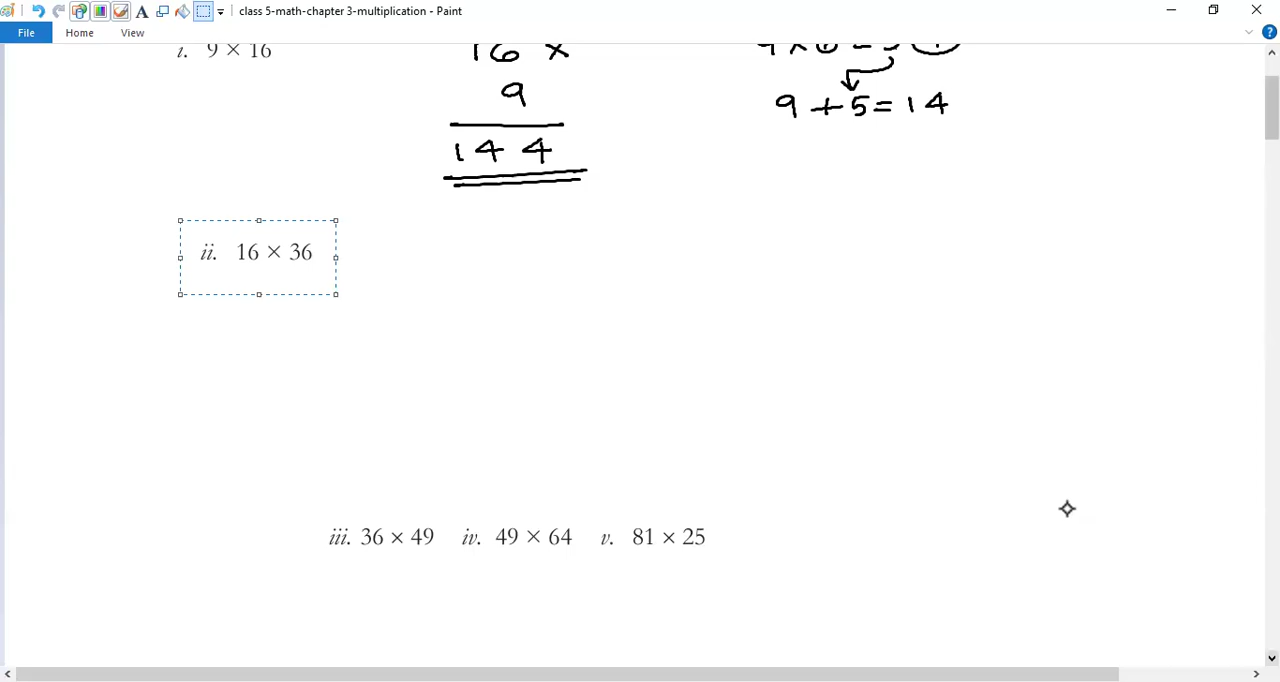 class 5-math-chapter 3-multiplication - Paint
File Home View
i. 9 × 16
16 ×
9
144
9 + 5 = 14
ii. 16 × 36
iii. 36 × 49 iv. 49 × 64 v. 81 × 25